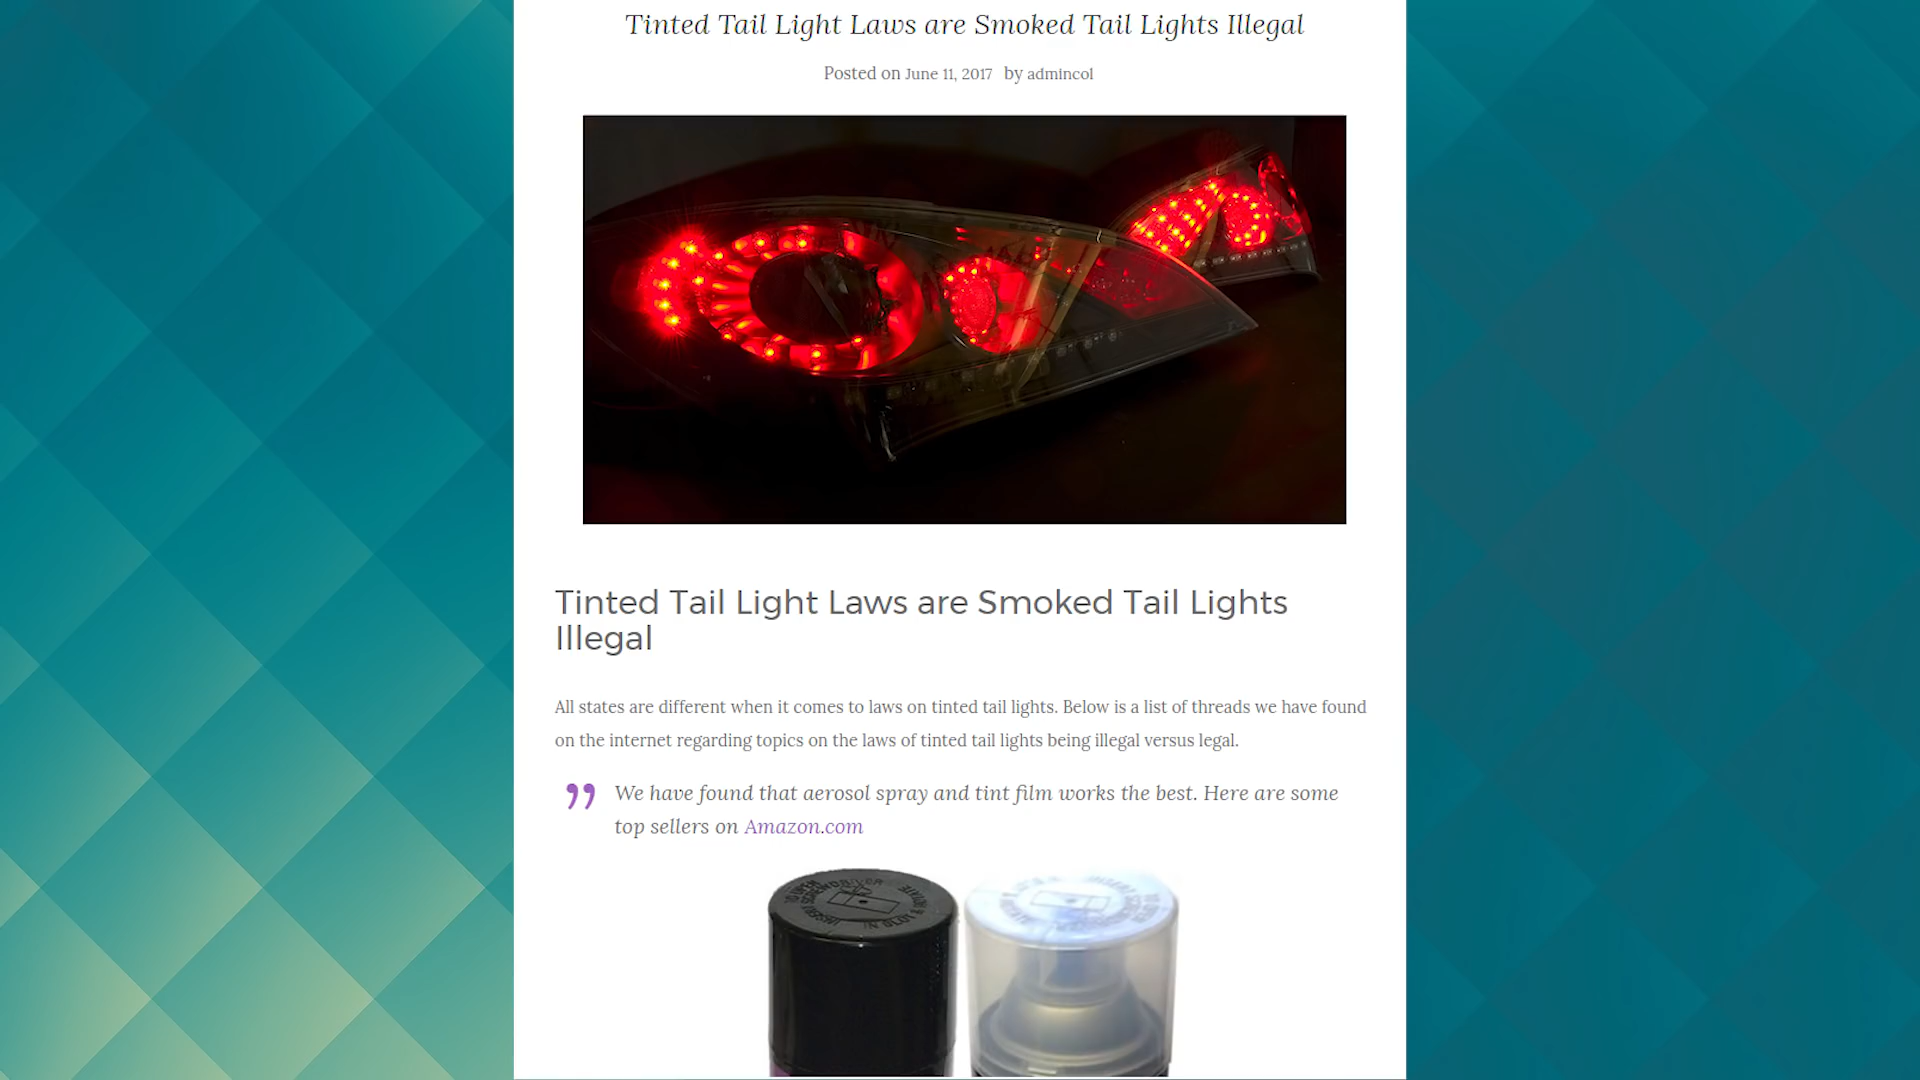 Tinted Tail Light Laws are Smoked Tail Lights Illegal
Posted on June 11, 2017 by admincol
Tinted Tail Light Laws are Smoked Tail Lights
Illegal
All states are different when it comes to laws on tinted tail lights. Below is a list of threads we have found
on the internet regarding topics on the laws of tinted tail lights being illegal versus legal.
” We have found that aerosol spray and tint film works the best. Here are some
top sellers on Amazon.com